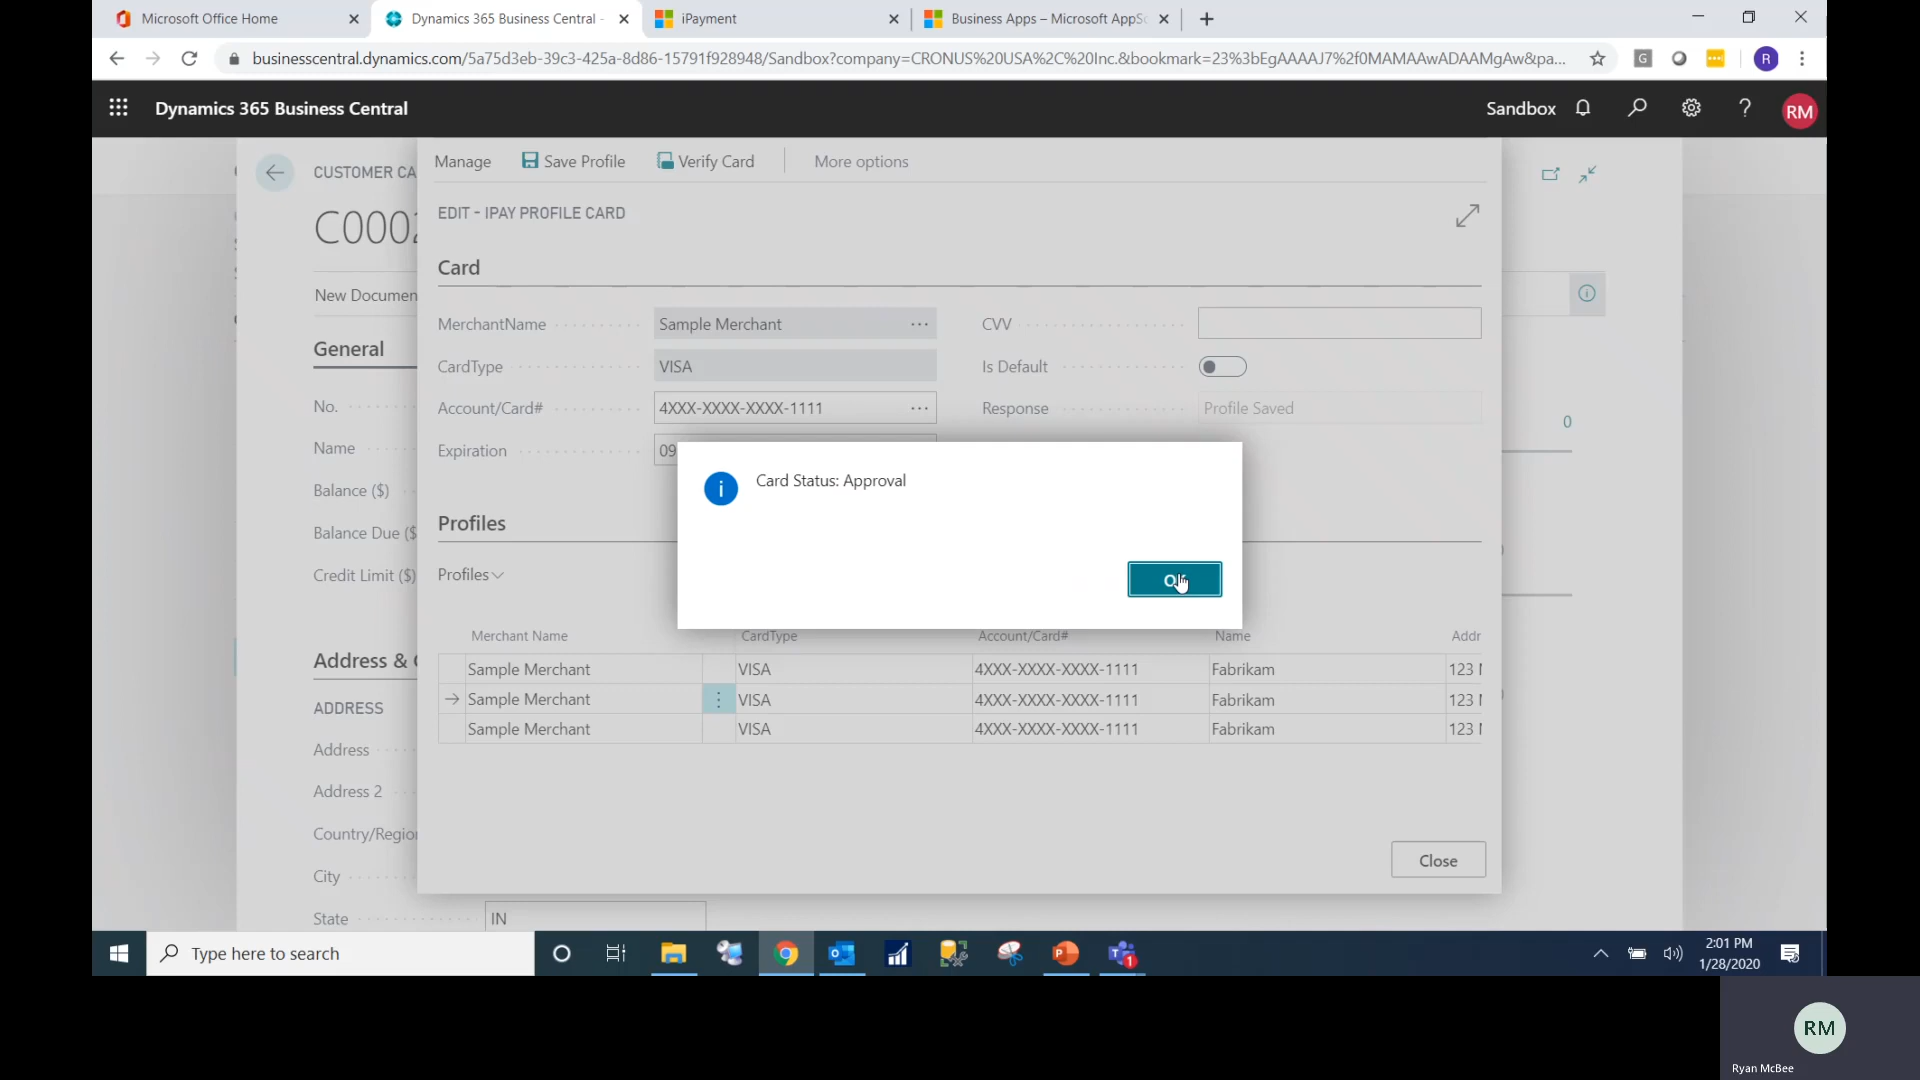 Microsoft Office Home
Dynamics 365 Business Central -
iPayment
Business Apps – Microsoft AppSo
businesscentral.dynamics.com/5a75d3eb-39c3-425a-8d86-15791f928948/Sandbox?company=CRONUS%20USA%2C%20Inc.&bookmark=23%3bEgAAAAJ7%2f0MAMAAwADAAMgAw&pa...
G
R
Dynamics 365 Business Central
Sandbox
?
RM
Manage
Save Profile
Verify Card
More options
CUSTOMER CA
EDIT - IPAY PROFILE CARD
C000
Card
New Documen
MerchantName
Sample Merchant
CVV
General
CardType
VISA
Is Default
No.
Account/Card#
4XXX-XXXX-XXXX-1111
Response
Profile Saved
0
Name
Expiration
09
Card Status: Approval
Balance ($)
Profiles
Balance Due ($
Credit Limit ($)
Profiles
Merchant Name
CardType
Account/Card#
Name
Addr
Address &
Sample Merchant
VISA
4XXX-XXXX-XXXX-1111
Fabrikam
123
ADDRESS
Sample Merchant
VISA
4XXX-XXXX-XXXX-1111
Fabrikam
123
Sample Merchant
VISA
4XXX-XXXX-XXXX-1111
Fabrikam
123
Address
Address 2
Country/Region
Close
City
State
IN
Type here to search
1
2:01 PM
1/28/2020
RM
Ryan McBee